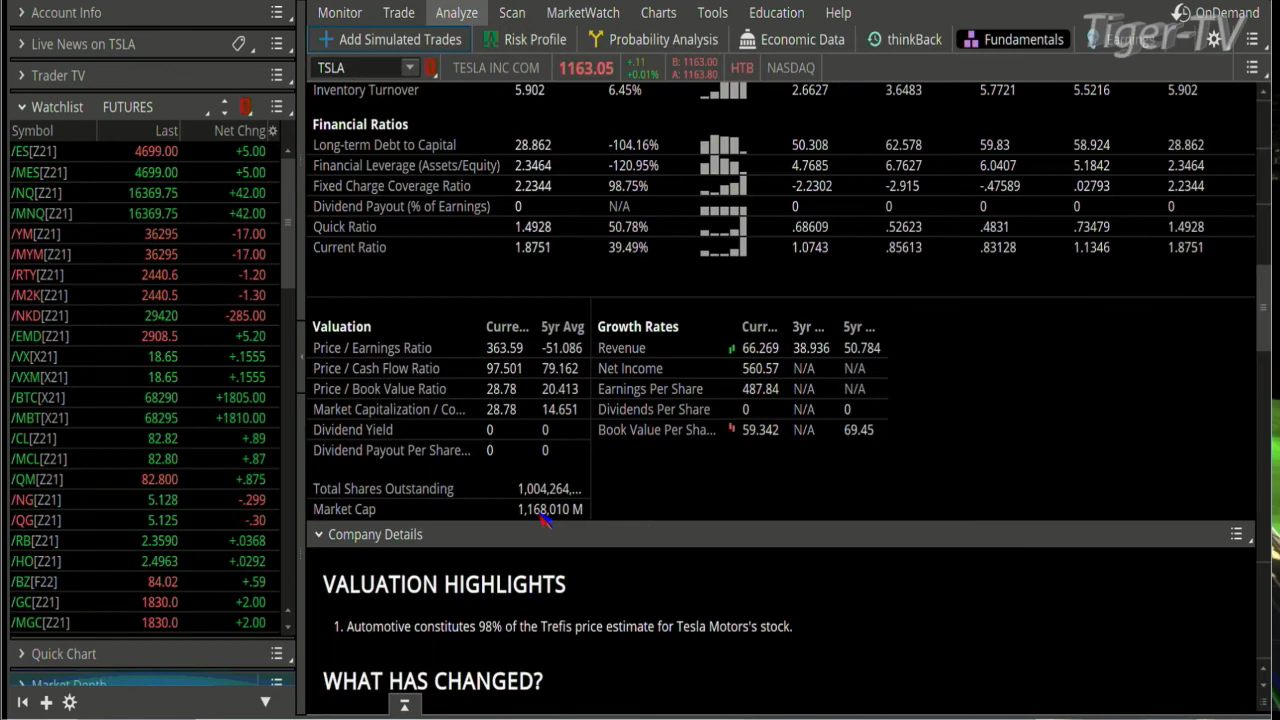 Account Info
Live News on TSLA
Trader TV
Watchlist FUTURES
Symbol Last Net Chng
/ES[Z21] 4699.00 +5.00
/MES[Z21] 4699.00 +5.00
/NQ[Z21] 16369.75 +42.00
/MNQ[Z21] 16369.75 +42.00
/YM[Z21] 36295 -17.00
/MYM[Z21] 36295 -17.00
/RTY[Z21] 2440.6 -1.20
/M2K[Z21] 2440.5 -1.30
/NKD[Z21] 29420 -285.00
/EMD[Z21] 2908.5 +5.20
/VX[X21] 18.65 +.1555
/VXM[X21] 18.65 +.1555
/BTC[X21] 68290 +1805.00
/MBT[X21] 68295 +1810.00
/CL[Z21] 82.82 +.89
/MCL[Z21] 82.80 +.87
/QM[Z21] 82.800 +.875
/NG[Z21] 5.128 -.299
/QG[Z21] 5.125 -.30
/RB[Z21] 2.3590 +.0368
/HO[Z21] 2.4963 +.0292
/BZ[F22] 84.02 +.59
/GC[Z21] 1830.0 +2.00
/MGC[Z21] 1830.0 +2.00
Quick Chart
Market Depth
Monitor Trade Analyze Scan MarketWatch Charts Tools Education Help OnDemand
Tiger-TV
Add Simulated Trades Risk Profile Probability Analysis Economic Data thinkBack Fundamentals
TSLA TESLA INC COM 1163.05 +.11 +0.01% B: 1163.00 A: 1163.80 HTB NASDAQ
Inventory Turnover 5.902 6.45% 2.6627 3.6483 5.7721 5.5216 5.902
Financial Ratios
Long-term Debt to Capital 28.862 -104.16% 50.308 62.578 59.83 58.924 28.862
Financial Leverage (Assets/Equity) 2.3464 -120.95% 4.7685 6.7627 6.0407 5.1842 2.3464
Fixed Charge Coverage Ratio 2.2344 98.75% -2.2302 -2.915 -.47589 .02793 2.2344
Dividend Payout (% of Earnings) 0 N/A 0 0 0 0 0
Quick Ratio 1.4928 50.78% .68609 .52623 .4831 .73479 1.4928
Current Ratio 1.8751 39.49% 1.0743 .85613 .83128 1.1346 1.8751
Valuation Curre... 5yr Avg
Price / Earnings Ratio 363.59 -51.086
Price / Cash Flow Ratio 97.501 79.162
Price / Book Value Ratio 28.78 20.413
Market Capitalization / Co... 28.78 14.651
Dividend Yield 0 0
Dividend Payout Per Share... 0 0
Total Shares Outstanding 1,004,264,...
Market Cap 1,168,010 M
Growth Rates Curr... 3yr ... 5yr ...
Revenue 66.269 38.936 50.784
Net Income 560.57 N/A N/A
Earnings Per Share 487.84 N/A N/A
Dividends Per Share 0 N/A 0
Book Value Per Sha... 59.342 N/A 69.45
Company Details
VALUATION HIGHLIGHTS
1. Automotive constitutes 98% of the Trefis price estimate for Tesla Motors's stock.
WHAT HAS CHANGED?